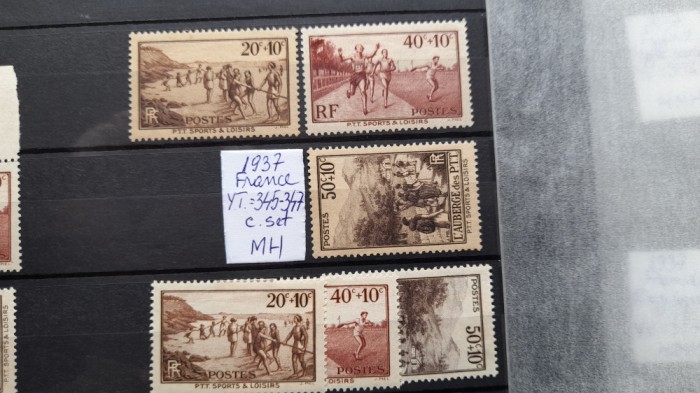 20ᶜ+10ᶜ
RF
POSTES
P.T.T. SPORTS & LOISIRS
40ᶜ+10ᶜ
RF
POSTES
P.T.T. SPORTS & LOISIRS
1937
France
YT.=345-347
c. set
MH
50ᶜ+10ᶜ
POSTES
RF
L'AUBERGE des PTT
P.T.T. SPORTS & LOISIRS
20ᶜ+10ᶜ
RF
POSTES
P.T.T. SPORTS & LOISIRS
40ᶜ+10ᶜ
POSTES
LOISIRS
POSTES
50ᶜ+10ᶜ